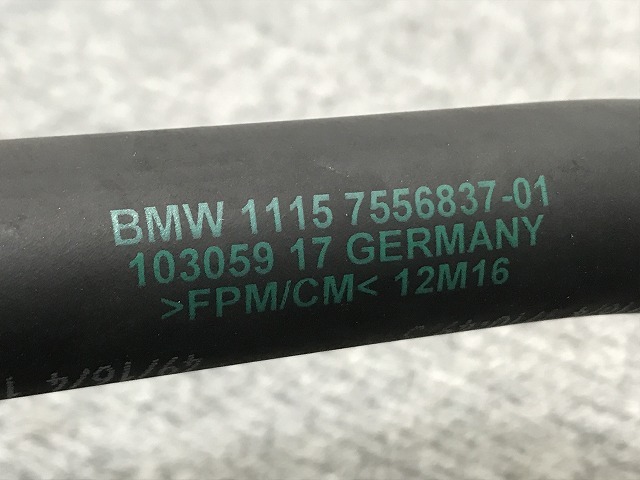 BMW 1115 7556837-01
103059 17 GERMANY
>FPM/CM< 12M16